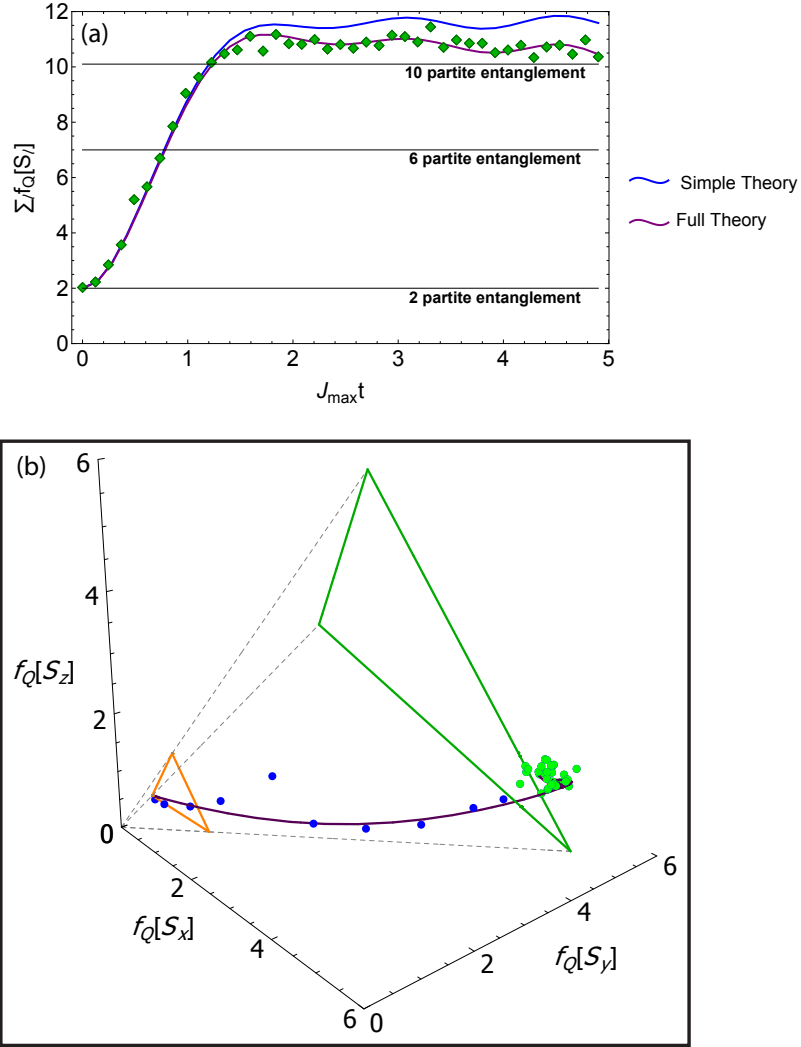 (a)
12
10
8
6
4
2
0
Σ f_Q[S_l]
10 partite entanglement
6 partite entanglement
2 partite entanglement
0 1 2 3 4 5
J_max t
Simple Theory
Full Theory
(b)
6
4
2
0
f_Q[S_z]
0
2
4
6
f_Q[S_x]
0
2
4
6
f_Q[S_y]